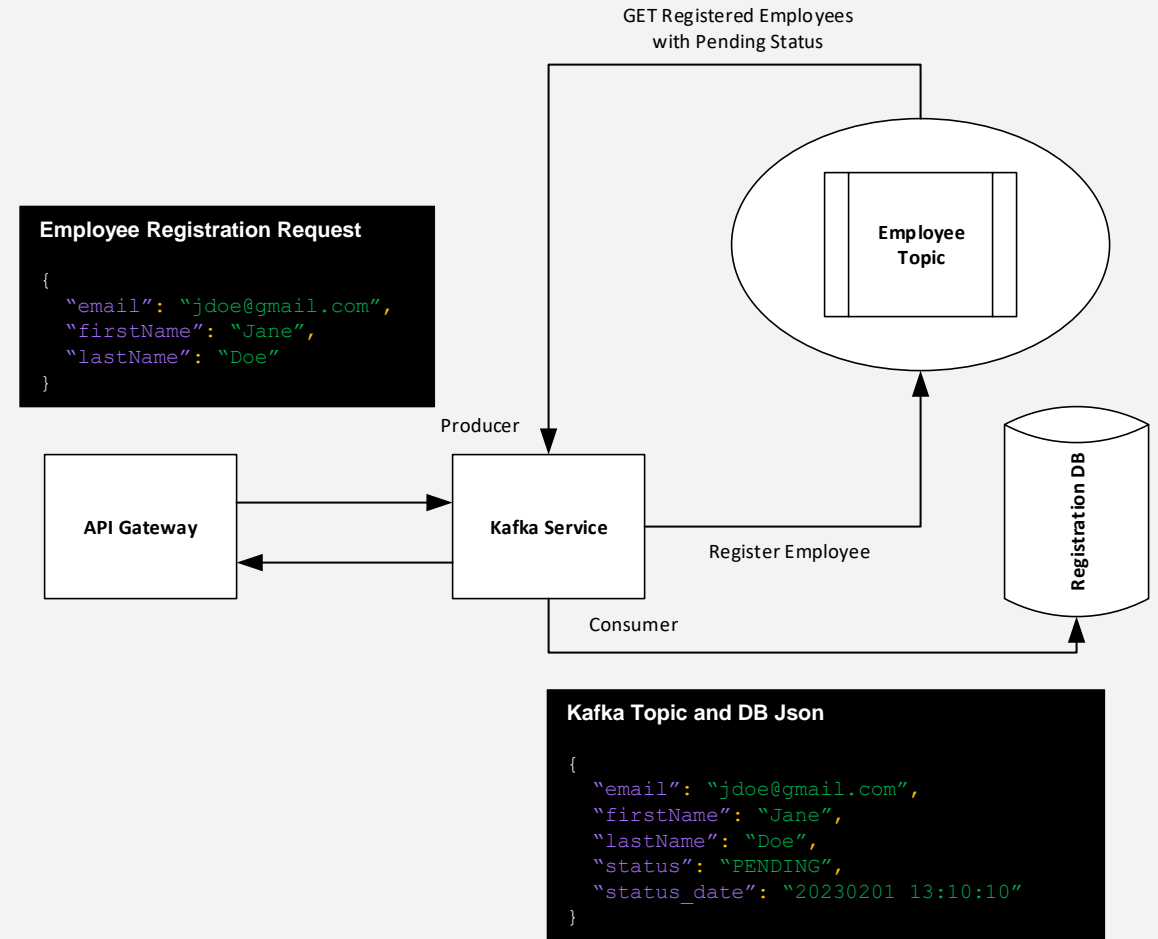 GET Registered Employees
with Pending Status
Employee
Topic
Employee Registration Request
{
“email”: “jdoe@gmail.com”,
“firstName”: “Jane”,
“lastName”: “Doe”
}
Producer
API Gateway
Kafka Service
Register Employee
Registration DB
Consumer
Kafka Topic and DB Json
{
“email”: “jdoe@gmail.com”,
“firstName”: “Jane”,
“lastName”: “Doe”,
“status”: “PENDING”,
“status_date”: “20230201 13:10:10”
}